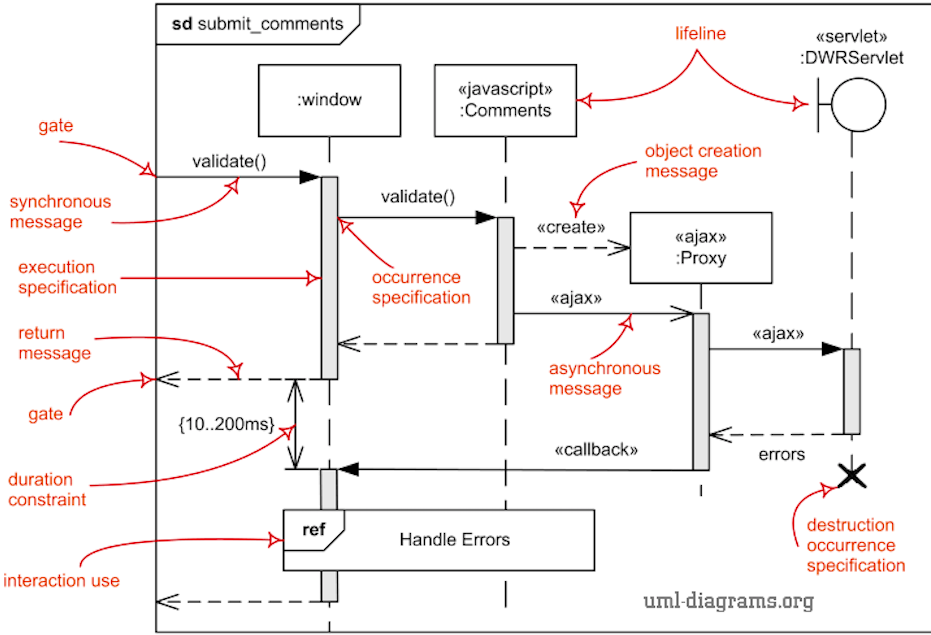 sd submit_comments
lifeline
«servlet»
:DWRServlet
:window
«javascript»
:Comments
gate
validate()
object creation
message
synchronous
message
validate()
«create»
«ajax»
:Proxy
execution
specification
occurrence
specification
«ajax»
return
message
«ajax»
asynchronous
message
gate
{10..200ms}
«callback»
errors
duration
constraint
ref
Handle Errors
destruction
occurrence
specification
interaction use
uml-diagrams.org